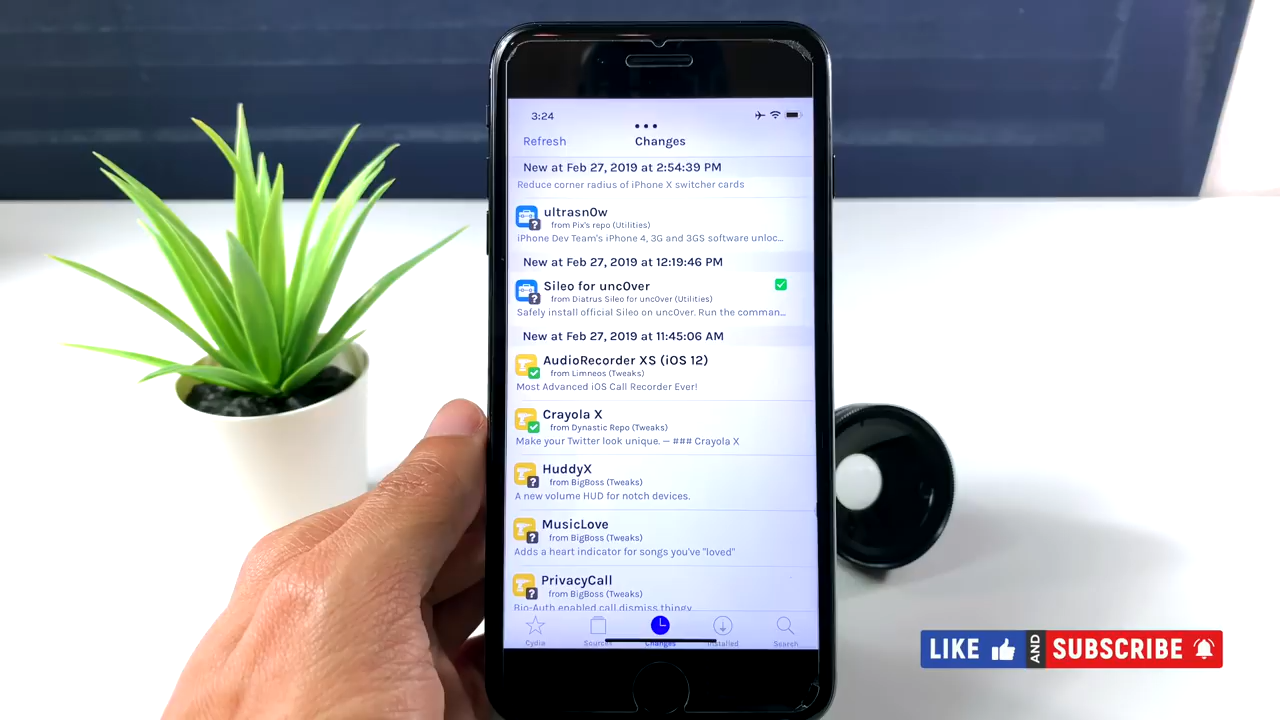 3:24
Refresh
Changes
New at Feb 27, 2019 at 2:54:39 PM
Reduce corner radius of iPhone X switcher cards
ultrasn0w
from Pix's repo (Utilities)
iPhone Dev Team's iPhone 4, 3G and 3GS software unloc...
New at Feb 27, 2019 at 12:19:46 PM
Sileo for unc0ver
from Diatrus Sileo for unc0ver (Utilities)
Safely install official Sileo on unc0ver. Run the comman...
New at Feb 27, 2019 at 11:45:06 AM
AudioRecorder XS (iOS 12)
from Limneos (Tweaks)
Most Advanced iOS Call Recorder Ever!
Crayola X
from Dynastic Repo (Tweaks)
Make your Twitter look unique. — ### Crayola X
HuddyX
from BigBoss (Tweaks)
A new volume HUD for notch devices.
MusicLove
from BigBoss (Tweaks)
Adds a heart indicator for songs you've "loved"
PrivacyCall
from BigBoss (Tweaks)
Bio-Auth enabled call dismiss thingy
Cydia
Sources
Changes
Installed
Search
LIKE AND SUBSCRIBE